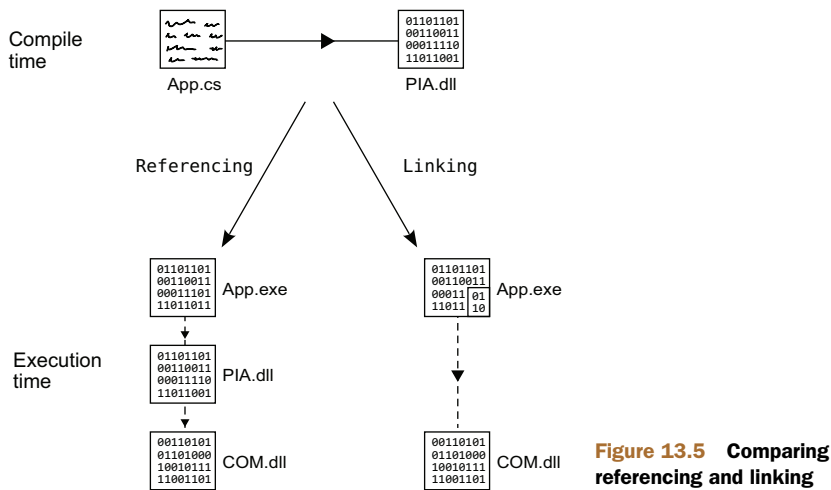 Compile
time
01101101
00110011
00011110
11011001
App.cs
PIA.dll
Referencing
Linking
01101101
00110011
00011101
11011011
App.exe
01101101
00110011
00011
11011
01
10
App.exe
Execution
time
01101101
00110011
00011110
11011001
PIA.dll
00110101
01101000
10010111
11001101
COM.dll
00110101
01101000
10010111
11001101
COM.dll
Figure 13.5 Comparing
referencing and linking